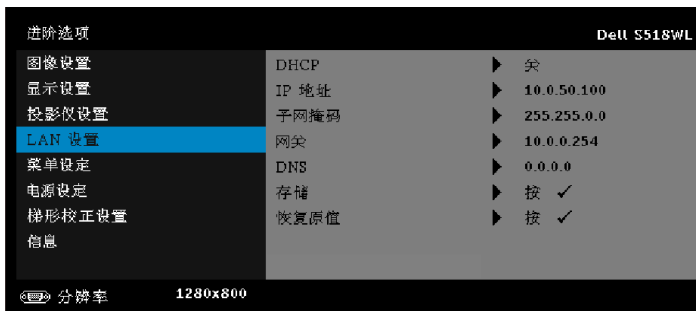 进阶选项 Dell S518WL
图像设置
显示设置
投影仪设置
LAN 设置
菜单设定
电源设定
梯形校正设置
信息
DHCP 关
IP 地址 10.0.50.100
子网掩码 255.255.0.0
网关 10.0.0.254
DNS 0.0.0.0
存储 按 ✓
恢复原值 按 ✓
分辨率 1280x800